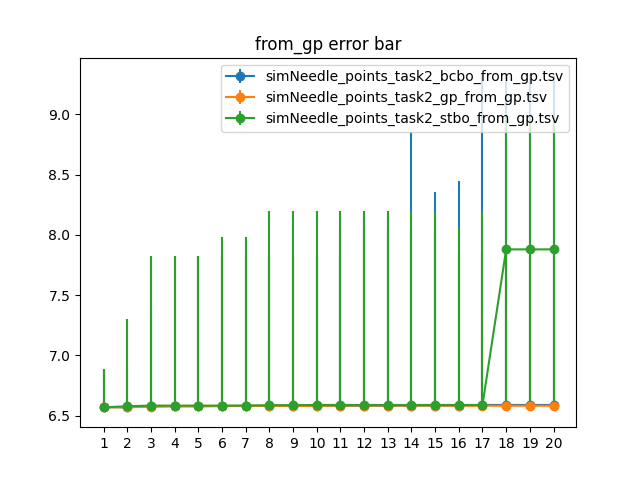 from_gp error bar
simNeedle_points_task2_bcbo_from_gp.tsv
simNeedle_points_task2_gp_from_gp.tsv
simNeedle_points_task2_stbo_from_gp.tsv
9.0
8.5
8.0
7.5
7.0
6.5
1 2 3 4 5 6 7 8 9 10 11 12 13 14 15 16 17 18 19 20